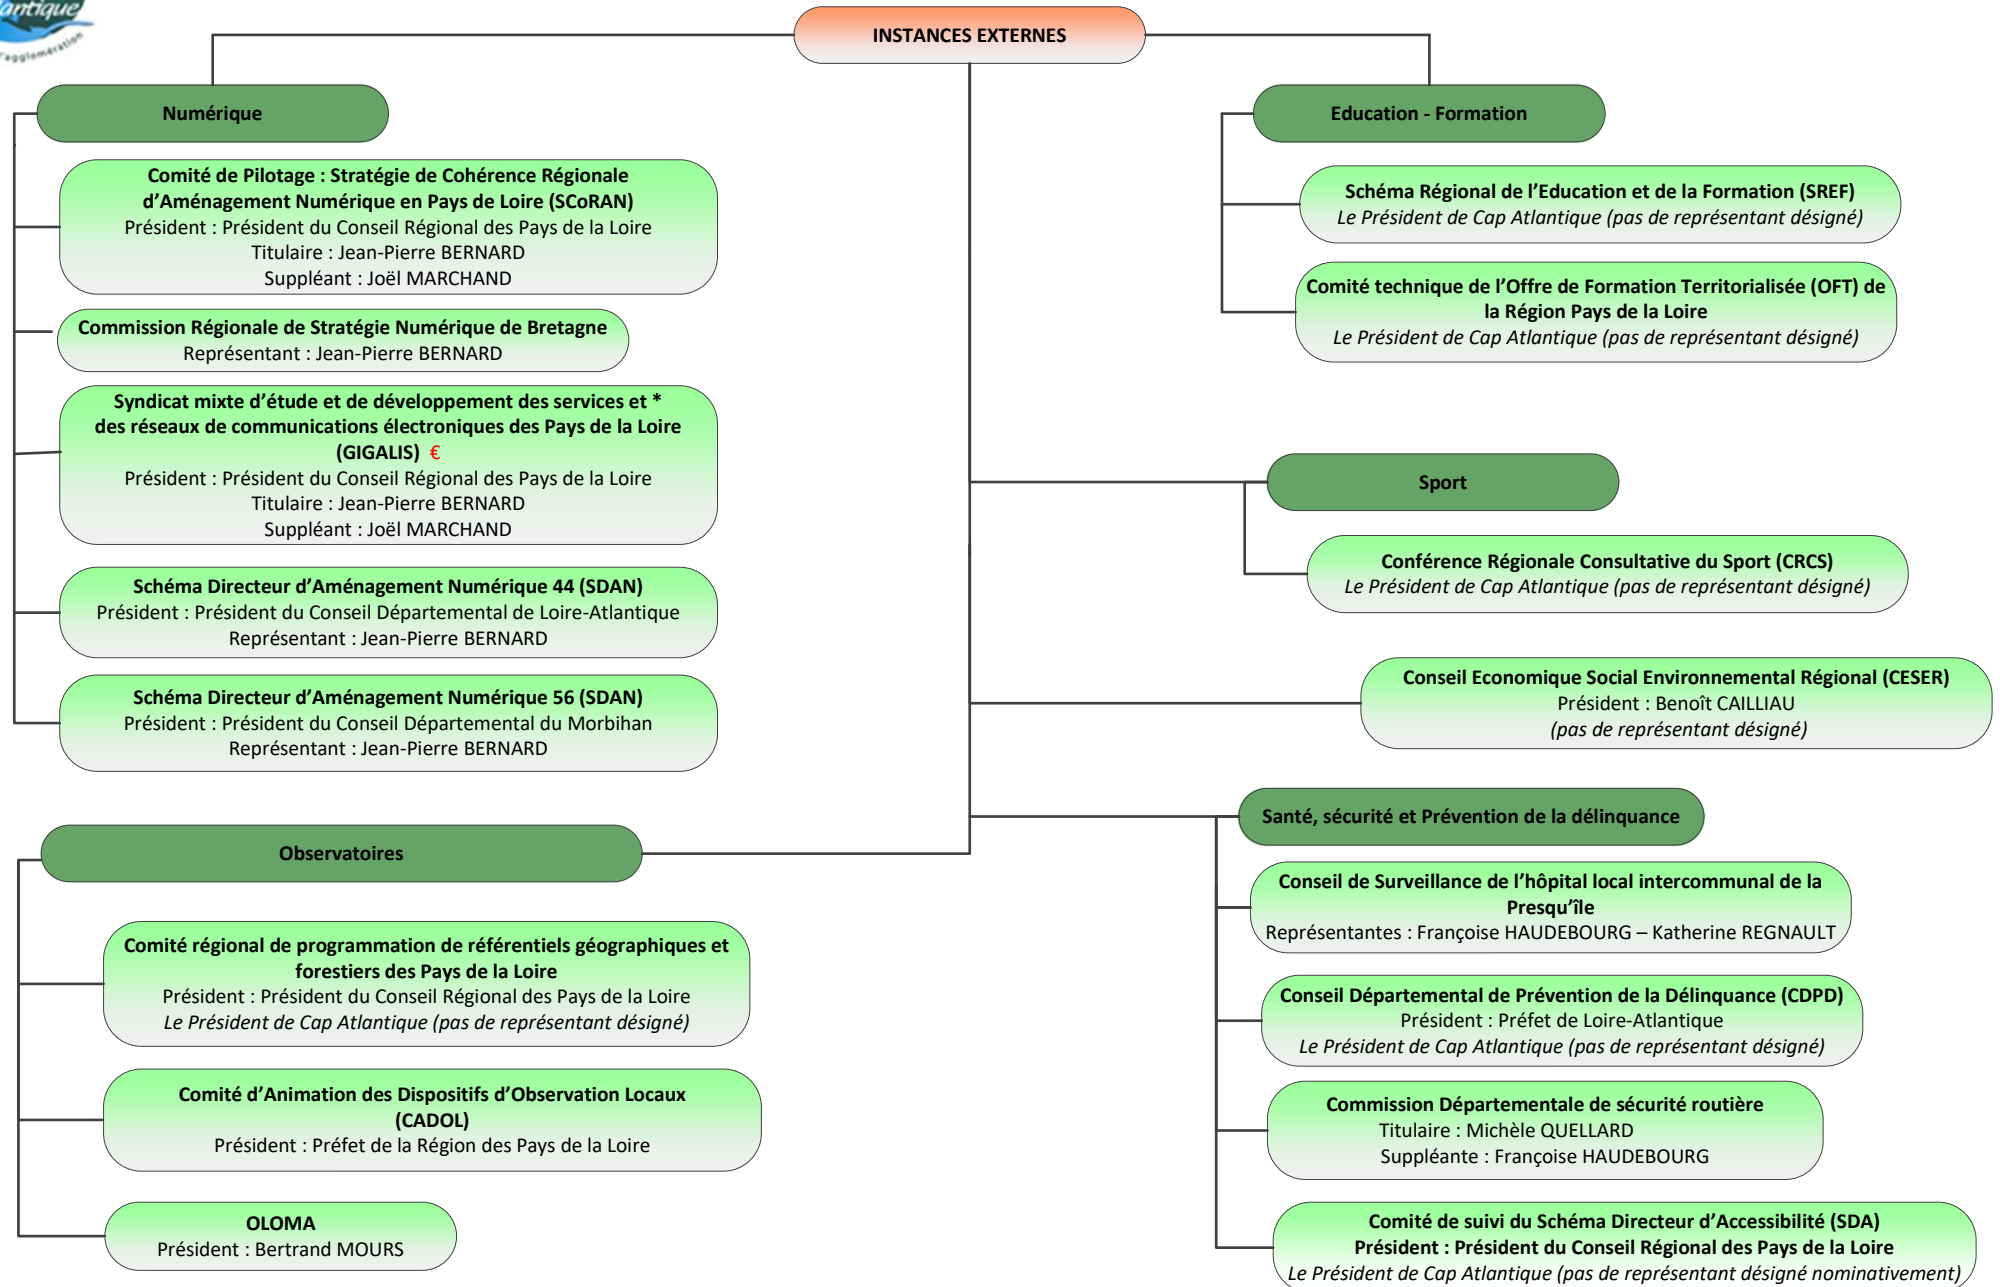 antique
d'agglomération
INSTANCES EXTERNES
Numérique
Comité de Pilotage : Stratégie de Cohérence Régionale
d’Aménagement Numérique en Pays de Loire (SCoRAN)
Président : Président du Conseil Régional des Pays de la Loire
Titulaire : Jean-Pierre BERNARD
Suppléant : Joël MARCHAND
Commission Régionale de Stratégie Numérique de Bretagne
Représentant : Jean-Pierre BERNARD
Syndicat mixte d’étude et de développement des services et *
des réseaux de communications électroniques des Pays de la Loire
(GIGALIS) €
Président : Président du Conseil Régional des Pays de la Loire
Titulaire : Jean-Pierre BERNARD
Suppléant : Joël MARCHAND
Schéma Directeur d’Aménagement Numérique 44 (SDAN)
Président : Président du Conseil Départemental de Loire-Atlantique
Représentant : Jean-Pierre BERNARD
Schéma Directeur d’Aménagement Numérique 56 (SDAN)
Président : Président du Conseil Départemental du Morbihan
Représentant : Jean-Pierre BERNARD
Observatoires
Comité régional de programmation de référentiels géographiques et
forestiers des Pays de la Loire
Président : Président du Conseil Régional des Pays de la Loire
Le Président de Cap Atlantique (pas de représentant désigné)
Comité d’Animation des Dispositifs d’Observation Locaux
(CADOL)
Président : Préfet de la Région des Pays de la Loire
OLOMA
Président : Bertrand MOURS
Education - Formation
Schéma Régional de l’Education et de la Formation (SREF)
Le Président de Cap Atlantique (pas de représentant désigné)
Comité technique de l’Offre de Formation Territorialisée (OFT) de
la Région Pays de la Loire
Le Président de Cap Atlantique (pas de représentant désigné)
Sport
Conférence Régionale Consultative du Sport (CRCS)
Le Président de Cap Atlantique (pas de représentant désigné)
Conseil Economique Social Environnemental Régional (CESER)
Président : Benoît CAILLIAU
(pas de représentant désigné)
Santé, sécurité et Prévention de la délinquance
Conseil de Surveillance de l’hôpital local intercommunal de la
Presqu’île
Représentantes : Françoise HAUDEBOURG – Katherine REGNAULT
Conseil Départemental de Prévention de la Délinquance (CDPD)
Président : Préfet de Loire-Atlantique
Le Président de Cap Atlantique (pas de représentant désigné)
Commission Départementale de sécurité routière
Titulaire : Michèle QUELLARD
Suppléante : Françoise HAUDEBOURG
Comité de suivi du Schéma Directeur d’Accessibilité (SDA)
Président : Président du Conseil Régional des Pays de la Loire
Le Président de Cap Atlantique (pas de représentant désigné nominativement)